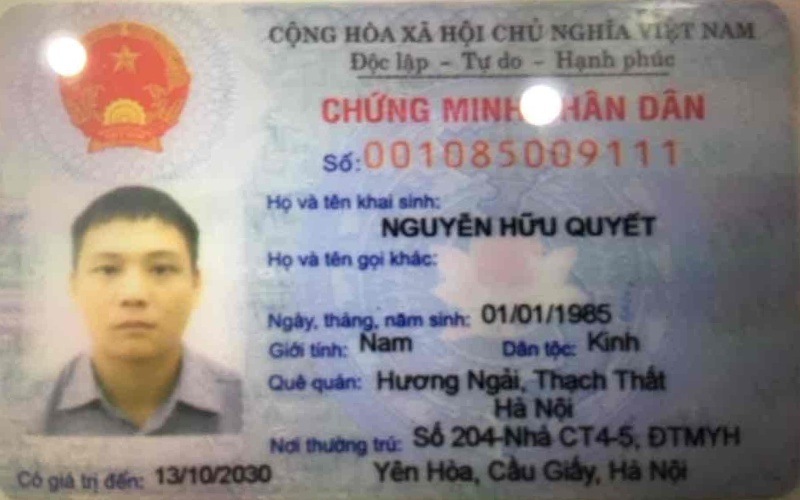 CỘNG HÒA XÃ HỘI CHỦ NGHĨA VIỆT NAM
Độc lập - Tự do - Hạnh phúc
CHỨNG MINH HÂN DÂN
Số: 001085009111
Họ và tên khai sinh:
NGUYỄN HỮU QUYẾT
Họ và tên gọi khác:
Ngày, tháng, năm sinh: 01/01/1985
Giới tính: Nam Dân tộc: Kinh
Quê quán: Hương Ngải, Thạch Thất
Hà Nội
Nơi thường trú: Số 204-Nhà CT4-5, ĐTMYH
Có giá trị đến: 13/10/2030 Yên Hòa, Cầu Giấy, Hà Nội